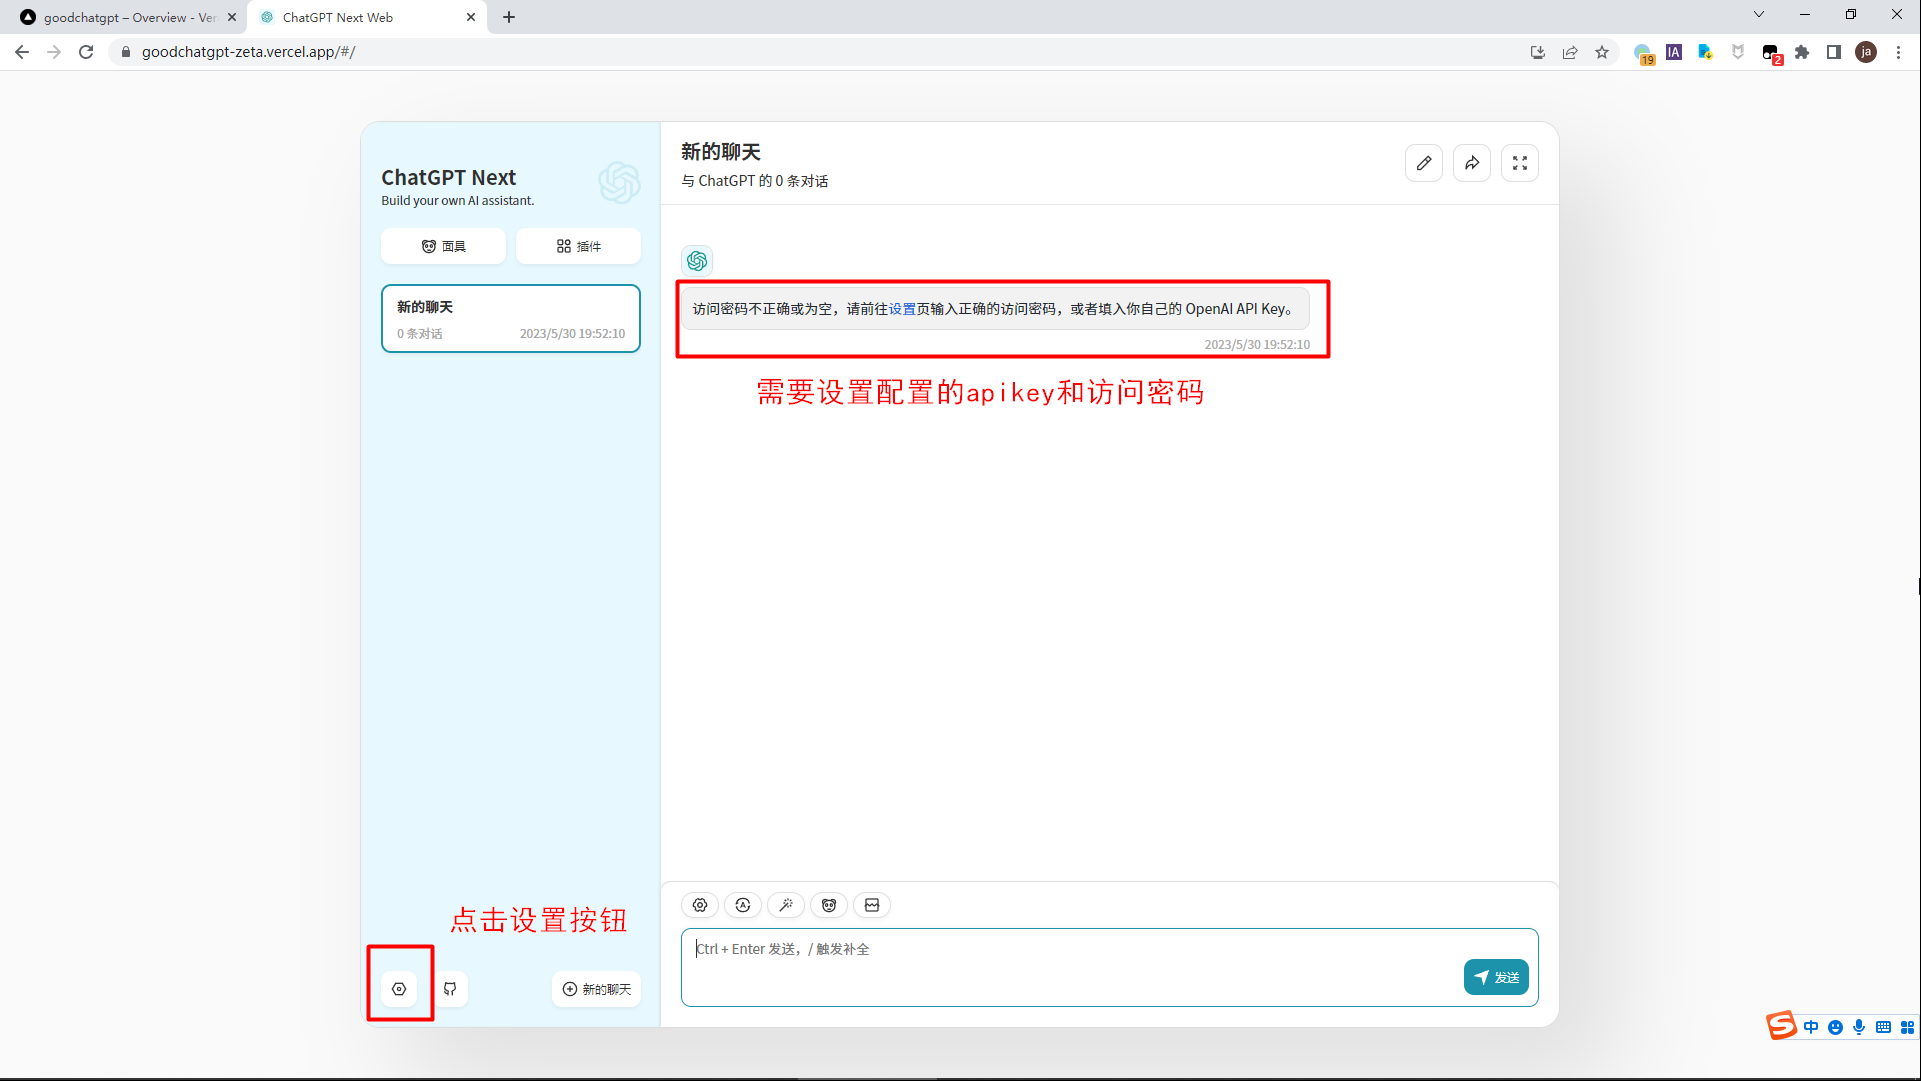 goodchatgpt – Overview - Ver
ChatGPT Next Web
goodchatgpt-zeta.vercel.app/#/
IA
19
2
ja
ChatGPT Next
Build your own AI assistant.
面具
插件
新的聊天
0 条对话
2023/5/30 19:52:10
新的聊天
与 ChatGPT 的 0 条对话
访问密码不正确或为空，请前往设置页输入正确的访问密码，或者填入你自己的 OpenAI API Key。
2023/5/30 19:52:10
需要设置配置的apikey和访问密码
点击设置按钮
新的聊天
Ctrl + Enter 发送，/ 触发补全
发送
中